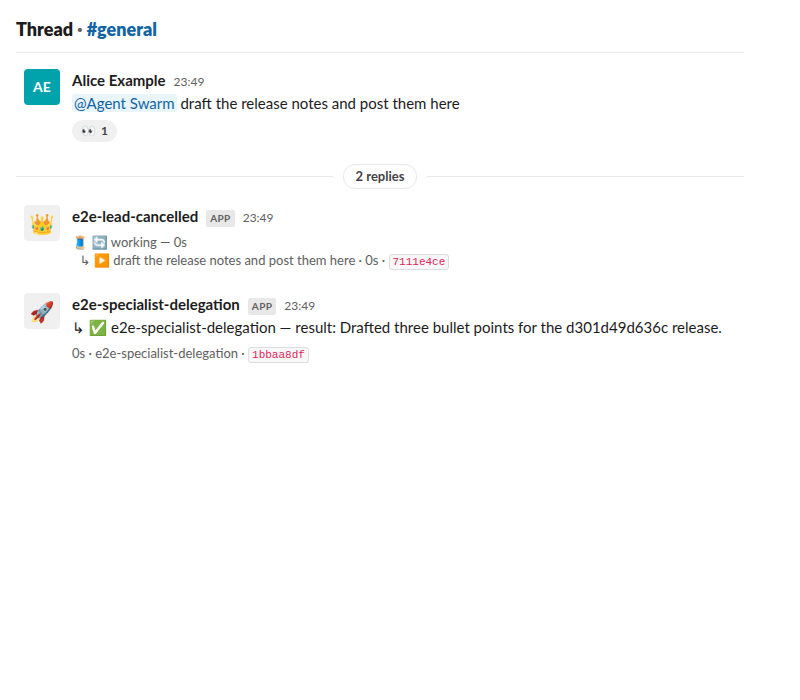 Thread • #general
AE
Alice Example 23:49
@Agent Swarm draft the release notes and post them here
👀 1
2 replies
e2e-lead-cancelled APP 23:49
🧵 🔄 working — 0s
↳ ▶️ draft the release notes and post them here · 0s · 7111e4ce
e2e-specialist-delegation APP 23:49
↳ ✅ e2e-specialist-delegation — result: Drafted three bullet points for the d301d49d636c release.
0s · e2e-specialist-delegation · 1bbaa8df